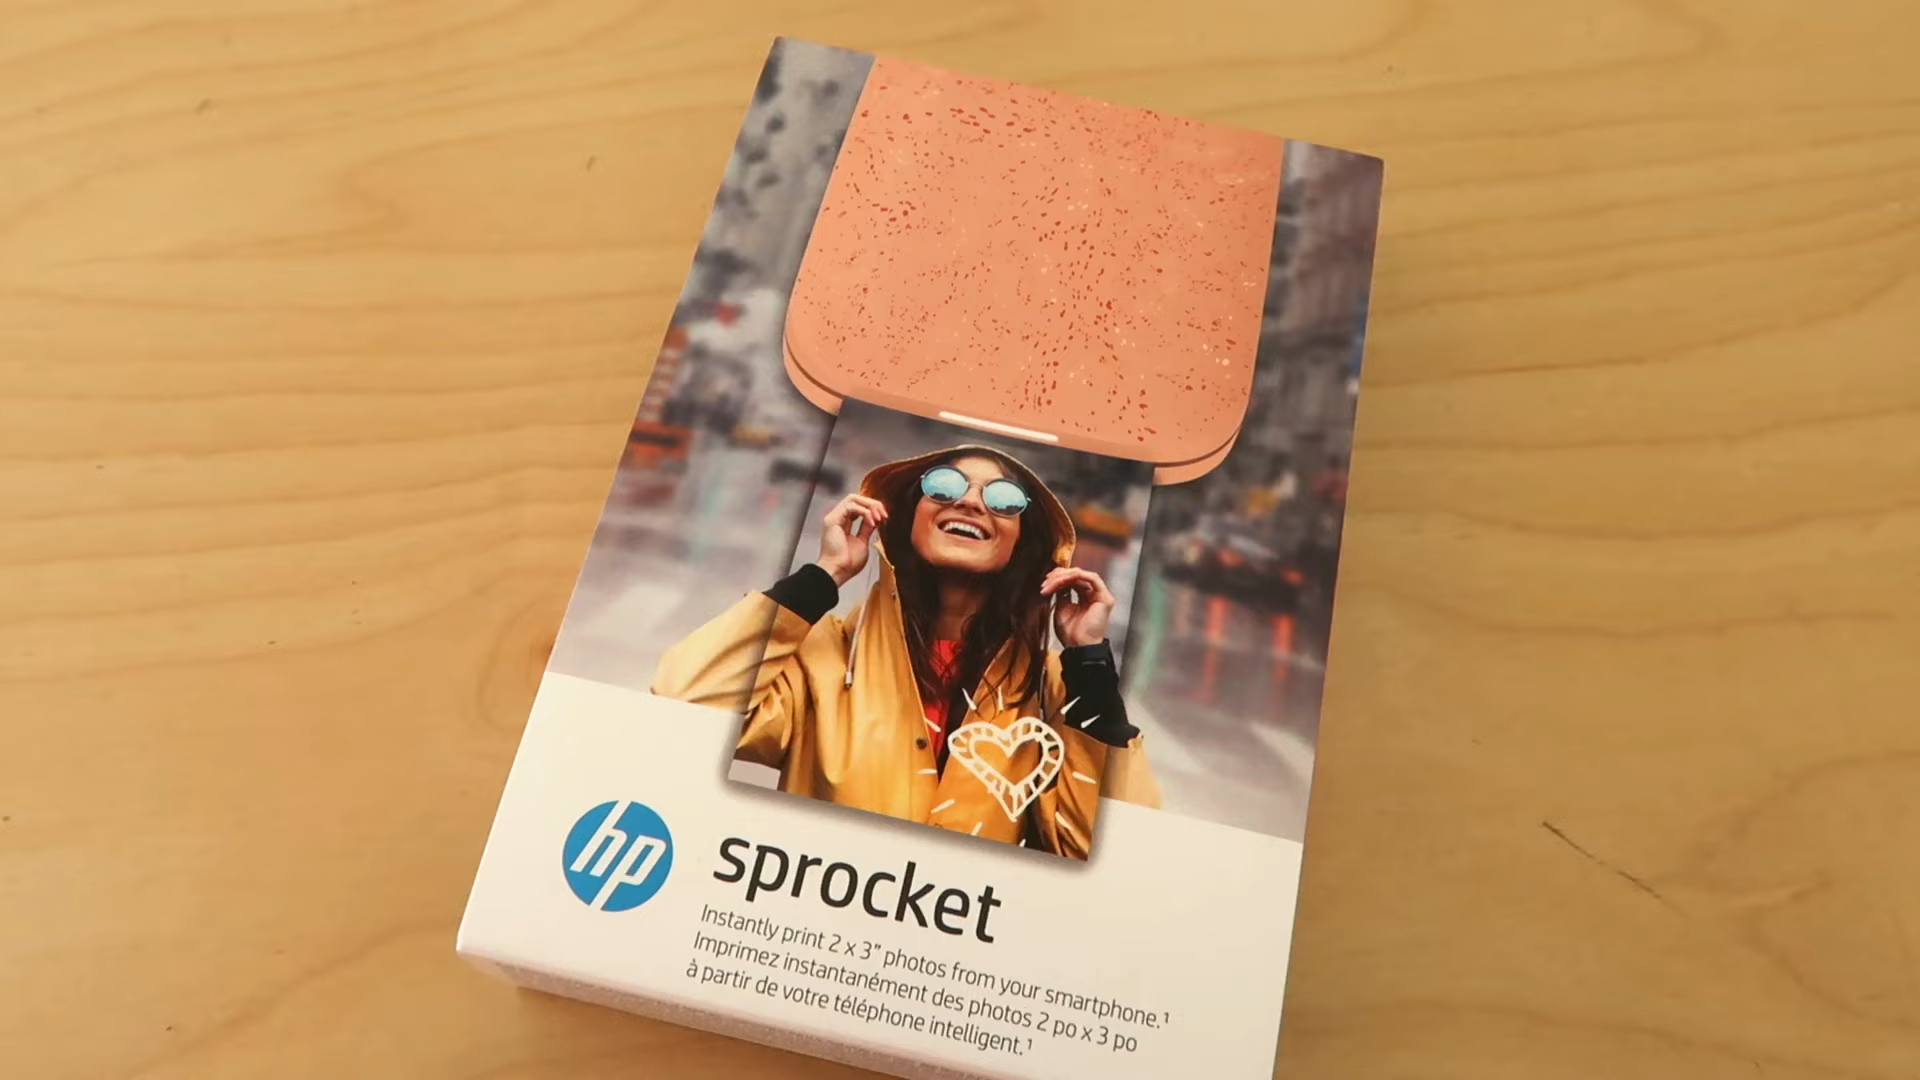 hp
sprocket
Instantly print 2 x 3” photos from your smartphone.¹
Imprimez instantanément des photos 2 po x 3 po
à partir de votre téléphone intelligent.¹